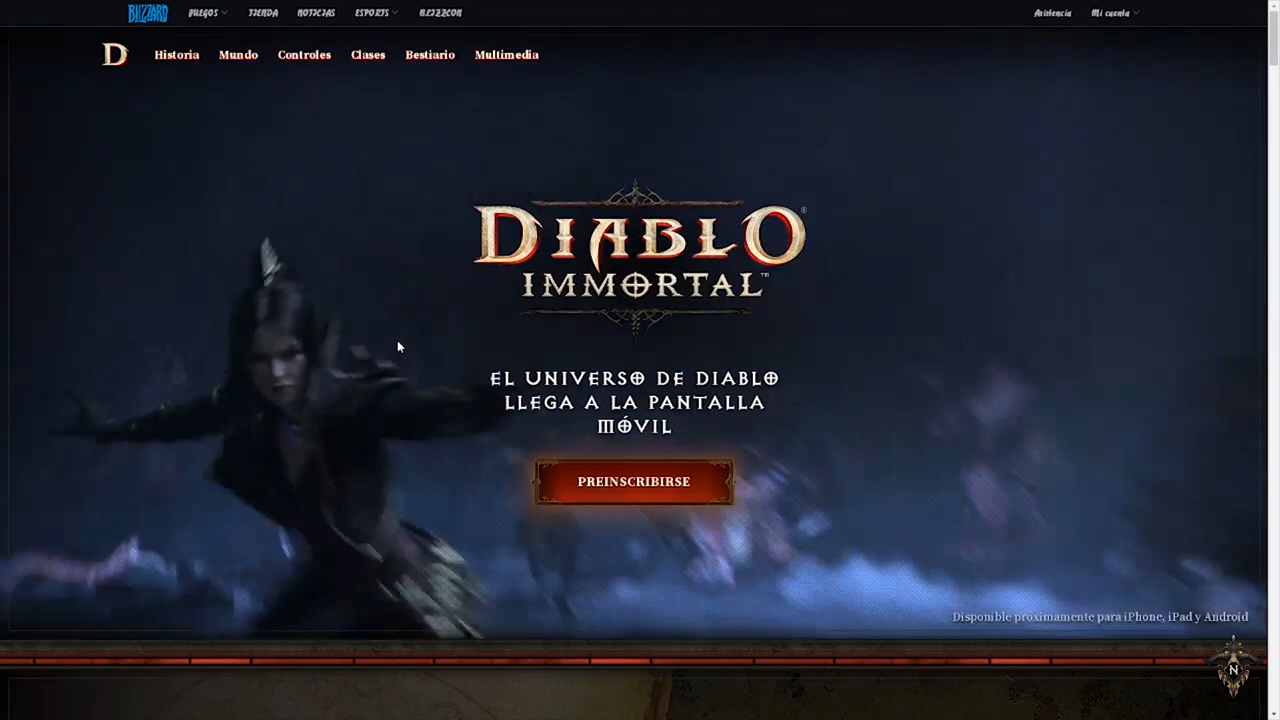 BLIZZARD JUEGOS TIENDA NOTICIAS ESPORTS BLIZZCON Asistencia Mi cuenta
D Historia Mundo Controles Clases Bestiario Multimedia
DIABLO®
IMMORTAL™
EL UNIVERSO DE DIABLO
LLEGA A LA PANTALLA
MÓVIL
PREINSCRIBIRSE
Disponible próximamente para iPhone, iPad y Android
N